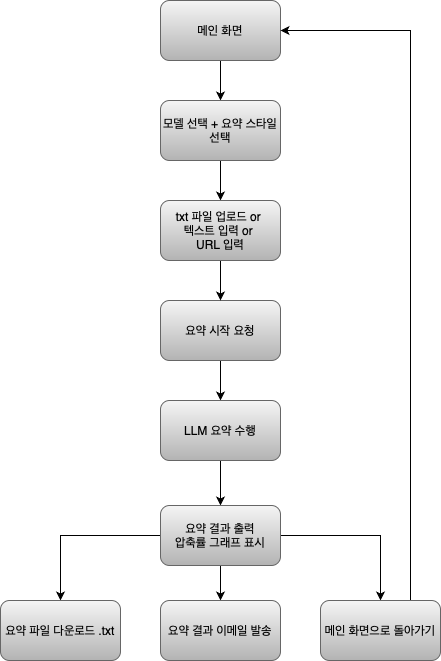 메인 화면
모델 선택 + 요약 스타일
선택
txt 파일 업로드 or
텍스트 입력 or
URL 입력
요약 시작 요청
LLM 요약 수행
요약 결과 출력
압축률 그래프 표시
요약 파일 다운로드 .txt
요약 결과 이메일 발송
메인 화면으로 돌아가기